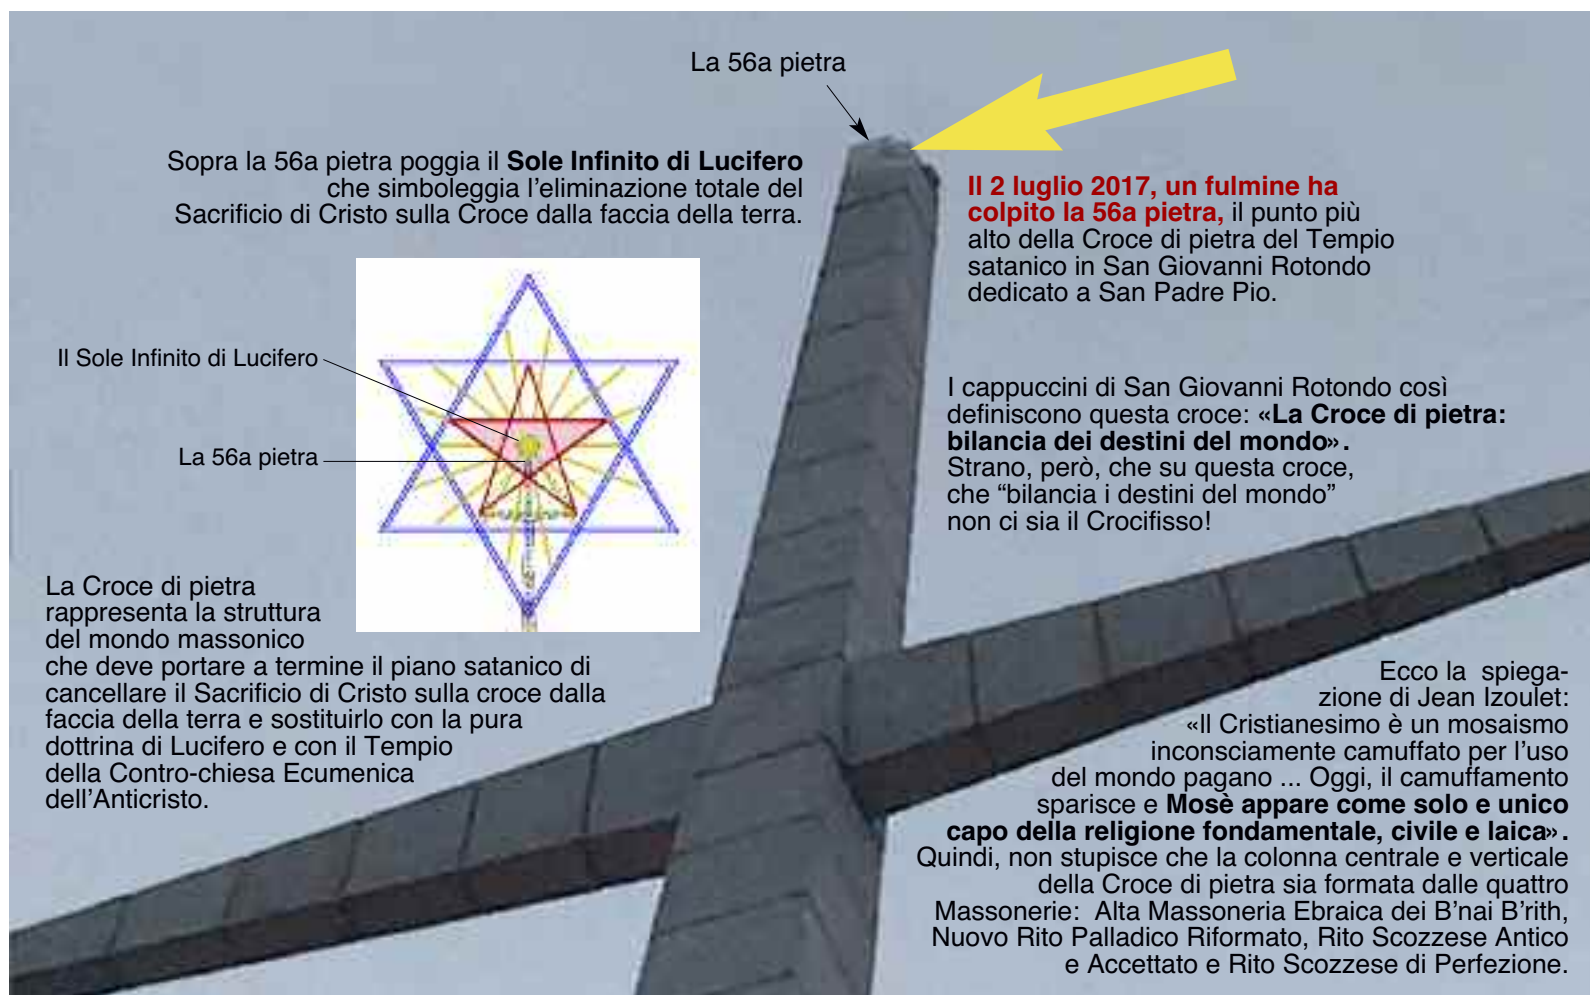 La 56a pietra
Sopra la 56a pietra poggia il Sole Infinito di Lucifero
che simboleggia l'eliminazione totale del
Sacrificio di Cristo sulla Croce dalla faccia della terra.
Il 2 luglio 2017, un fulmine ha
colpito la 56a pietra, il punto più
alto della Croce di pietra del Tempio
satanico in San Giovanni Rotondo
dedicato a San Padre Pio.
Il Sole Infinito di Lucifero
La 56a pietra
I cappuccini di San Giovanni Rotondo così
definiscono questa croce: «La Croce di pietra:
bilancia dei destini del mondo».
Strano, però, che su questa croce,
che “bilancia i destini del mondo”
non ci sia il Crocifisso!
La Croce di pietra
rappresenta la struttura
del mondo massonico
che deve portare a termine il piano satanico di
cancellare il Sacrificio di Cristo sulla croce dalla
faccia della terra e sostituirlo con la pura
dottrina di Lucifero e con il Tempio
della Contro-chiesa Ecumenica
dell'Anticristo.
Ecco la spiega-
zione di Jean Izoulet:
«Il Cristianesimo è un mosaismo
inconsciamente camuffato per l'uso
del mondo pagano ... Oggi, il camuffamento
sparisce e Mosè appare come solo e unico
capo della religione fondamentale, civile e laica».
Quindi, non stupisce che la colonna centrale e verticale
della Croce di pietra sia formata dalle quattro
Massonerie: Alta Massoneria Ebraica dei B'nai B'rith,
Nuovo Rito Palladico Riformato, Rito Scozzese Antico
e Accettato e Rito Scozzese di Perfezione.